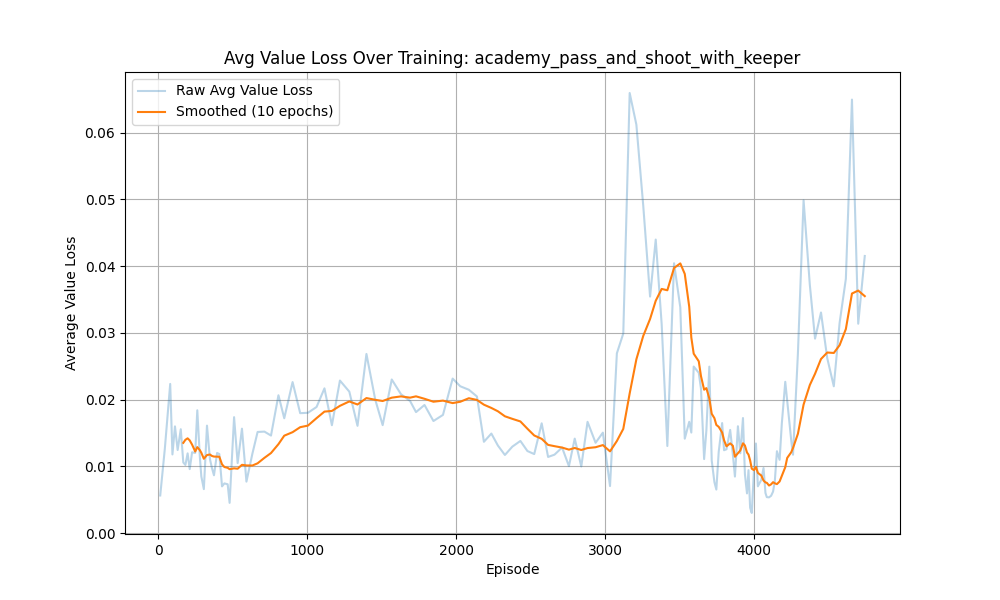 Avg Value Loss Over Training: academy_pass_and_shoot_with_keeper
Raw Avg Value Loss
Smoothed (10 epochs)
Average Value Loss
0.06
0.05
0.04
0.03
0.02
0.01
0.00
0 1000 2000 3000 4000
Episode